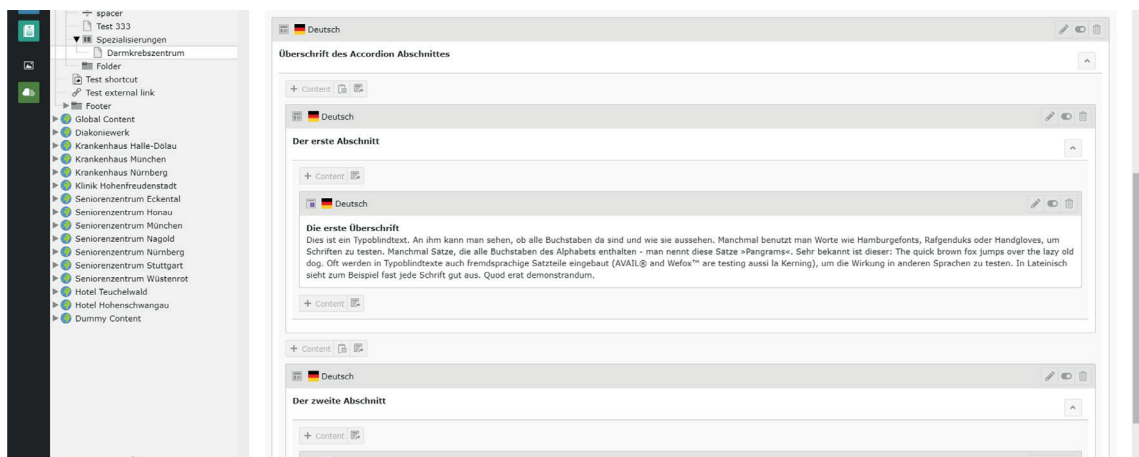 spacer
Test 333
Spezialisierungen
Darmkrebszentrum
Folder
Test shortcut
Test external link
Footer
Global Content
Diakoniewerk
Krankenhaus Halle-Dölau
Krankenhaus München
Krankenhaus Nürnberg
Klinik Hohenfreudenstadt
Seniorenzentrum Eckental
Seniorenzentrum Honau
Seniorenzentrum München
Seniorenzentrum Nagold
Seniorenzentrum Nürnberg
Seniorenzentrum Stuttgart
Seniorenzentrum Wüstenrot
Hotel Teuchelwald
Hotel Hohenschwangau
Dummy Content
Deutsch
Überschrift des Accordion Abschnittes
+ Content
Deutsch
Der erste Abschnitt
+ Content
Deutsch
Die erste Überschrift
Dies ist ein Typoblindtext. An ihm kann man sehen, ob alle Buchstaben da sind und wie sie aussehen. Manchmal benutzt man Worte wie Hamburgefonts, Rafgenduks oder Handgloves, um
Schriften zu testen. Manchmal Sätze, die alle Buchstaben des Alphabets enthalten - man nennt diese Sätze »Pangrams«. Sehr bekannt ist dieser: The quick brown fox jumps over the lazy old
dog. Oft werden in Typoblindtexte auch fremdsprachige Satzteile eingebaut (AVAIL® and Wefox™ are testing aussi la Kerning), um die Wirkung in anderen Sprachen zu testen. In Lateinisch
sieht zum Beispiel fast jede Schrift gut aus. Quod erat demonstrandum.
+ Content
+ Content
Deutsch
Der zweite Abschnitt
+ Content